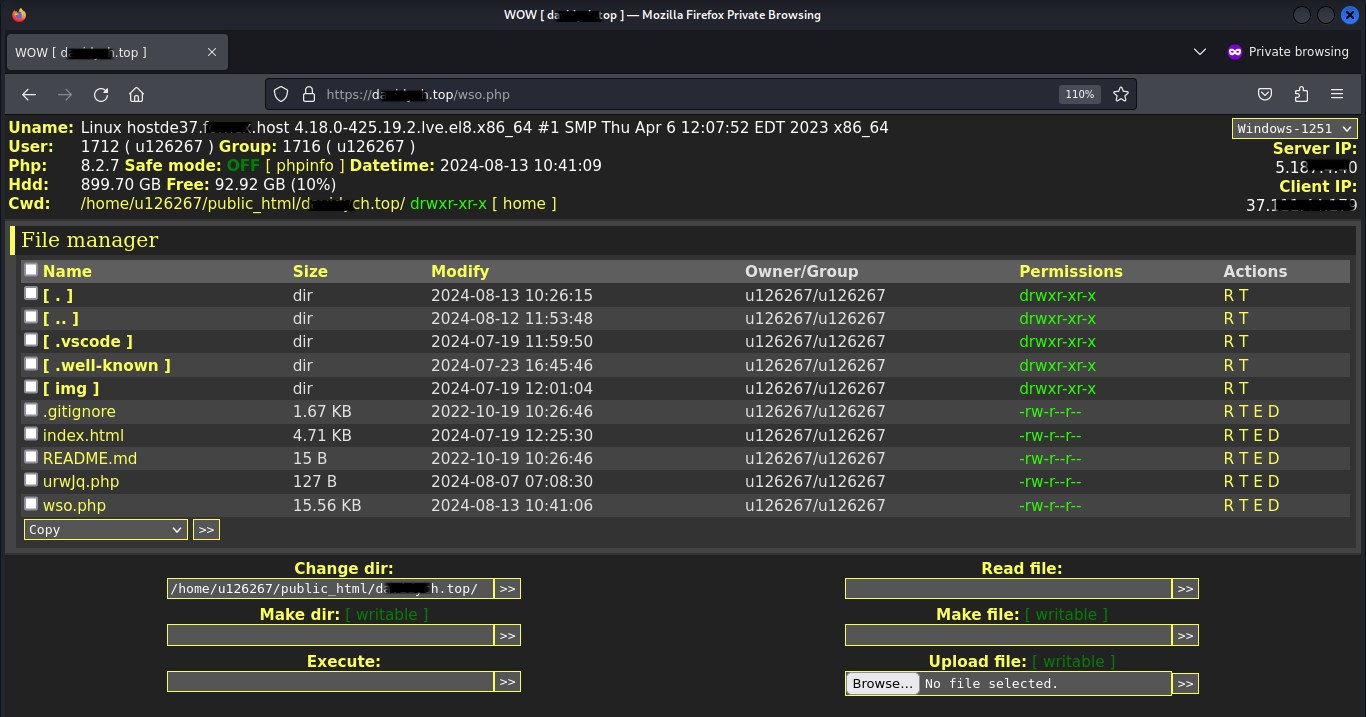 WOW [ da top ] — Mozilla Firefox Private Browsing
WOW [ d .top ]
Private browsing
https://da h.top/wso.php
110%
Uname: Linux hostde37. .host 4.18.0-425.19.2.lve.el8.x86_64 #1 SMP Thu Apr 6 12:07:52 EDT 2023 x86_64
Windows-1251
User: 1712 ( u126267 ) Group: 1716 ( u126267 )
Server IP:
Php: 8.2.7 Safe mode: OFF [ phpinfo ] Datetime: 2024-08-13 10:41:09
5.18
Hdd: 899.70 GB Free: 92.92 GB (10%)
Client IP:
Cwd: /home/u126267/public_html/d ch.top/ drwxr-xr-x [ home ]
37.
File manager
Name Size Modify Owner/Group Permissions Actions
[ . ] dir 2024-08-13 10:26:15 u126267/u126267 drwxr-xr-x R T
[ .. ] dir 2024-08-12 11:53:48 u126267/u126267 drwxr-xr-x R T
[ .vscode ] dir 2024-07-19 11:59:50 u126267/u126267 drwxr-xr-x R T
[ .well-known ] dir 2024-07-23 16:45:46 u126267/u126267 drwxr-xr-x R T
[ img ] dir 2024-07-19 12:01:04 u126267/u126267 drwxr-xr-x R T
.gitignore 1.67 KB 2022-10-19 10:26:46 u126267/u126267 -rw-r--r-- R T E D
index.html 4.71 KB 2024-07-19 12:25:30 u126267/u126267 -rw-r--r-- R T E D
README.md 15 B 2022-10-19 10:26:46 u126267/u126267 -rw-r--r-- R T E D
urwJq.php 127 B 2024-08-07 07:08:30 u126267/u126267 -rw-r--r-- R T E D
wso.php 15.56 KB 2024-08-13 10:41:06 u126267/u126267 -rw-r--r-- R T E D
Copy >>
Change dir: Read file:
/home/u126267/public_html/da h.top/ >> >>
Make dir: [ writable ] Make file: [ writable ]
>> >>
Execute: Upload file: [ writable ]
>> Browse... No file selected. >>